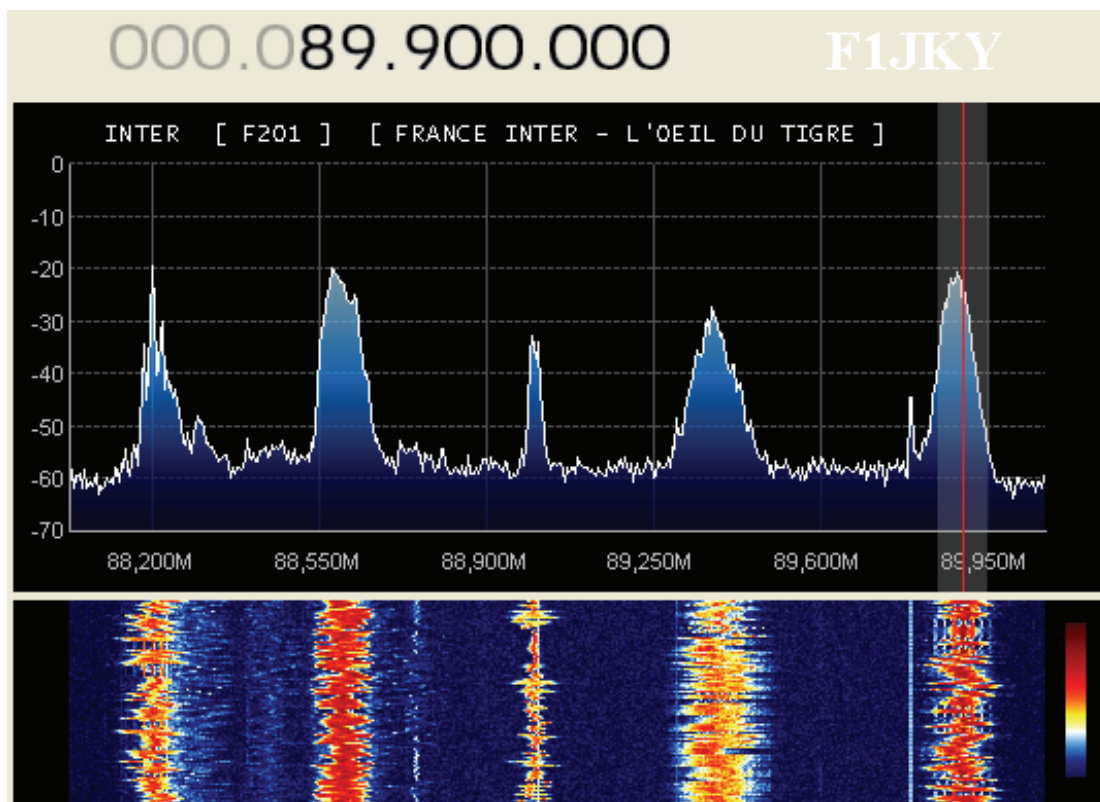 000.089.900.000 F1JKY
INTER [ F201 ] [ FRANCE INTER - L'OEIL DU TIGRE ]
0
-10
-20
-30
-40
-50
-60
-70
88,200M 88,550M 88,900M 89,250M 89,600M 89,950M